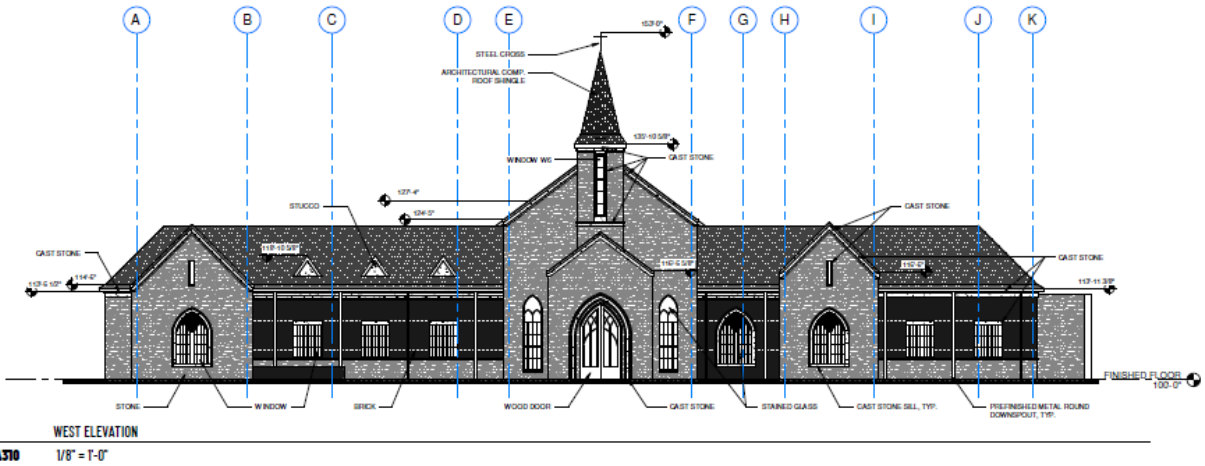 A B C D E F G H I J K
153'-0"
STEEL CROSS
ARCHITECTURAL COMP.
ROOF SHINGLE
135'-10 5/8"
WINDOW W6
CAST STONE
127'-4"
STUCCO
124'-5"
CAST STONE
CAST STONE
CAST STONE
114'-6"
113'-11 3/8"
FINISHED FLOOR
100'-0"
STONE
WINDOW
BRICK
WOOD DOOR
CAST STONE
STAINED GLASS
CAST STONE SILL, TYP.
PREFINISHED METAL ROUND
DOWNSPOUT, TYP.
WEST ELEVATION
1/8" = 1'-0"